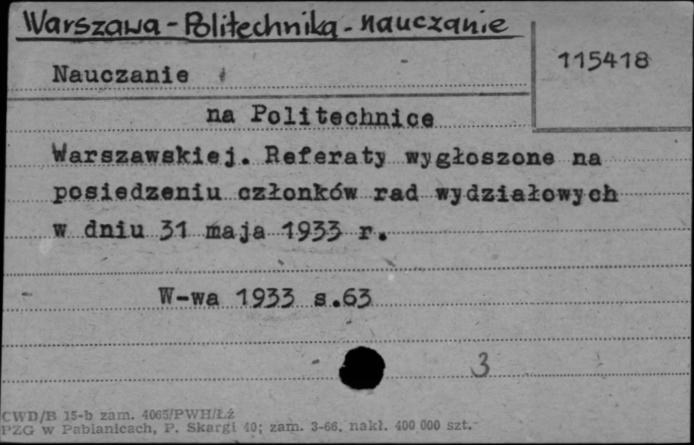 Warszawa - Politechnika - nauczanie
115418
Nauczanie
na Politechnice
Warszawskiej. Referaty wygłoszone na
posiedzeniu członków rad wydziałowych
w dniu 31 maja 1933 r.
W-wa 1933 s.63
3
CWD/B 15-b zam. 4065/PWH/Łź
PZG w Pabianicach, P. Skargi 40; zam. 3-66. nakł. 400 000 szt.